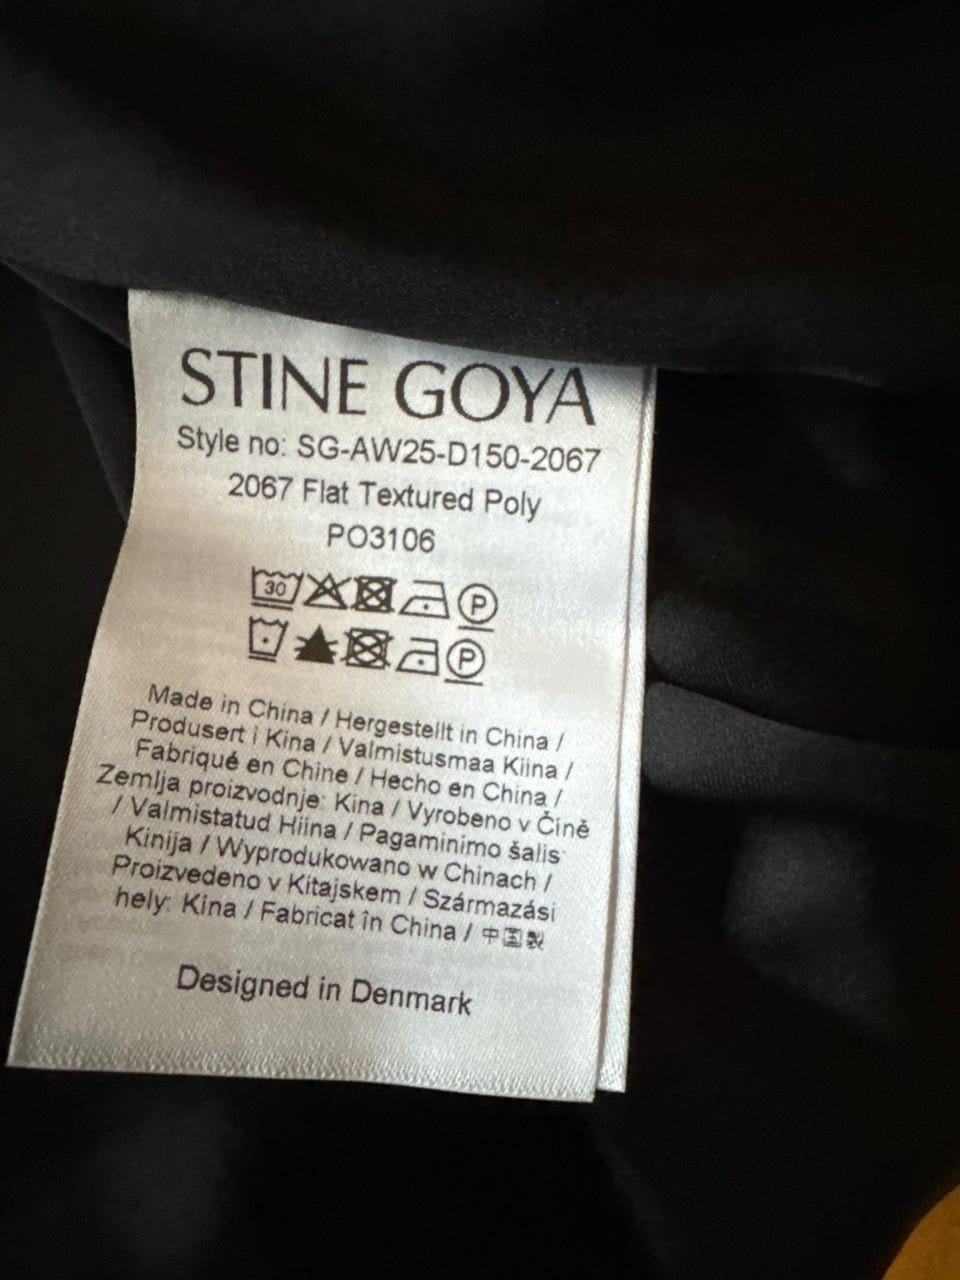 STINE GOYA
Style no: SG-AW25-D150-2067
2067 Flat Textured Poly
PO3106
30 P
P
Made in China / Hergestellt in China /
Produsert i Kina / Valmistusmaa Kiina /
Fabriqué en Chine / Hecho en China /
Zemlja proizvodnje: Kina / Vyrobeno v Čině
/ Valmistatud Hiina / Pagaminimo šalis:
Kinija / Wyprodukowano w Chinach /
Proizvedeno v Kitajskem / Származási
hely: Kína / Fabricat în China / 中国製
Designed in Denmark